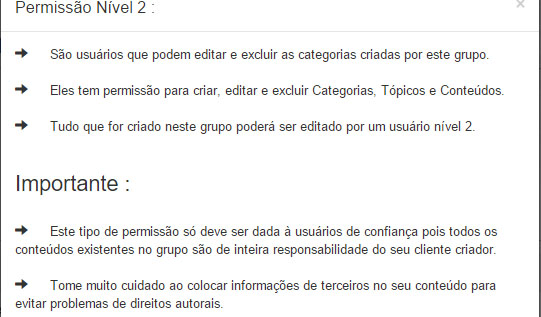 Permissão Nível 2 :
×
➔ São usuários que podem editar e excluir as categorias criadas por este grupo.
➔ Eles tem permissão para criar, editar e excluir Categorias, Tópicos e Conteúdos.
➔ Tudo que for criado neste grupo poderá ser editado por um usuário nível 2.
Importante :
➔ Este tipo de permissão só deve ser dada à usuários de confiança pois todos os
conteúdos existentes no grupo são de inteira responsabilidade do seu cliente criador.
➔ Tome muito cuidado ao colocar informações de terceiros no seu conteúdo para
evitar problemas de direitos autorais.